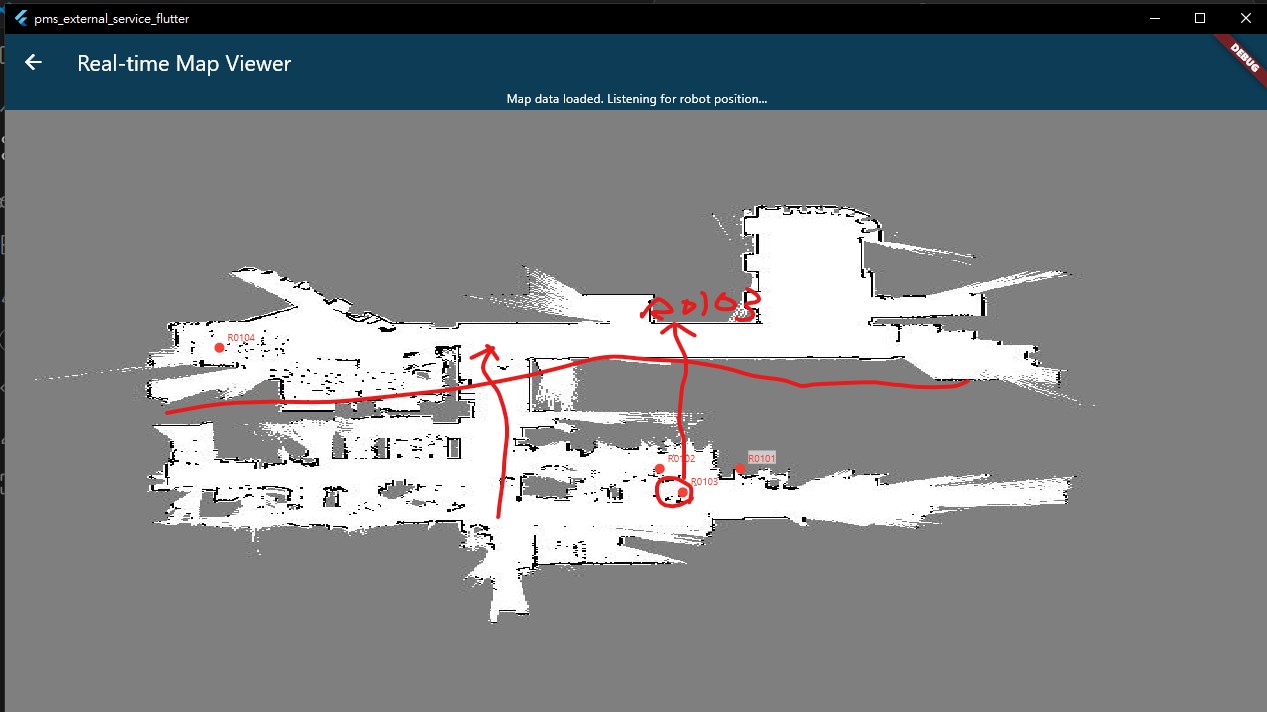 pms_external_service_flutter
Real-time Map Viewer
DEBUG
Map data loaded. Listening for robot position...
R0103
R0104
R0102
R0101
R0103